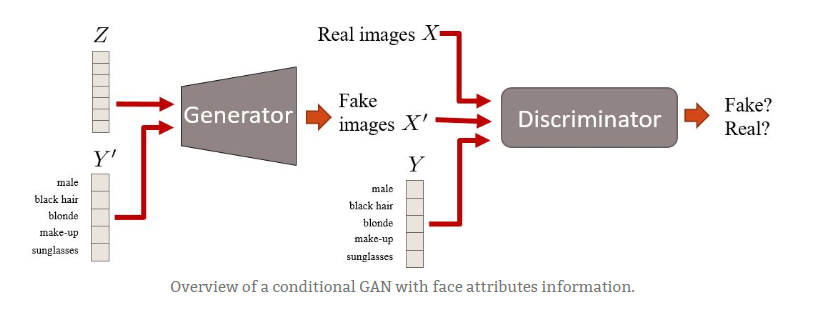 Z
Generator
Y'
male
black hair
blonde
make-up
sunglasses
Fake
images X'
Real images X
Y
male
black hair
blonde
make-up
sunglasses
Discriminator
Fake?
Real?
Overview of a conditional GAN with face attributes information.